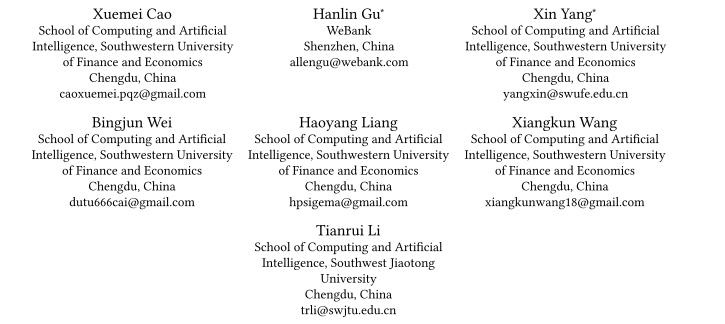 Xuemei Cao
School of Computing and Artificial
Intelligence, Southwestern University
of Finance and Economics
Chengdu, China
caoxuemei.pqz@gmail.com
Hanlin Gu*
WeBank
Shenzhen, China
allengu@webank.com
Xin Yang*
School of Computing and Artificial
Intelligence, Southwestern University
of Finance and Economics
Chengdu, China
yangxin@swufe.edu.cn
Bingjun Wei
School of Computing and Artificial
Intelligence, Southwestern University
of Finance and Economics
Chengdu, China
dutu666cai@gmail.com
Haoyang Liang
School of Computing and Artificial
Intelligence, Southwestern University
of Finance and Economics
Chengdu, China
hpsigema@gmail.com
Xiangkun Wang
School of Computing and Artificial
Intelligence, Southwestern University
of Finance and Economics
Chengdu, China
xiangkunwang18@gmail.com
Tianrui Li
School of Computing and Artificial
Intelligence, Southwest Jiaotong
University
Chengdu, China
trli@swjtu.edu.cn